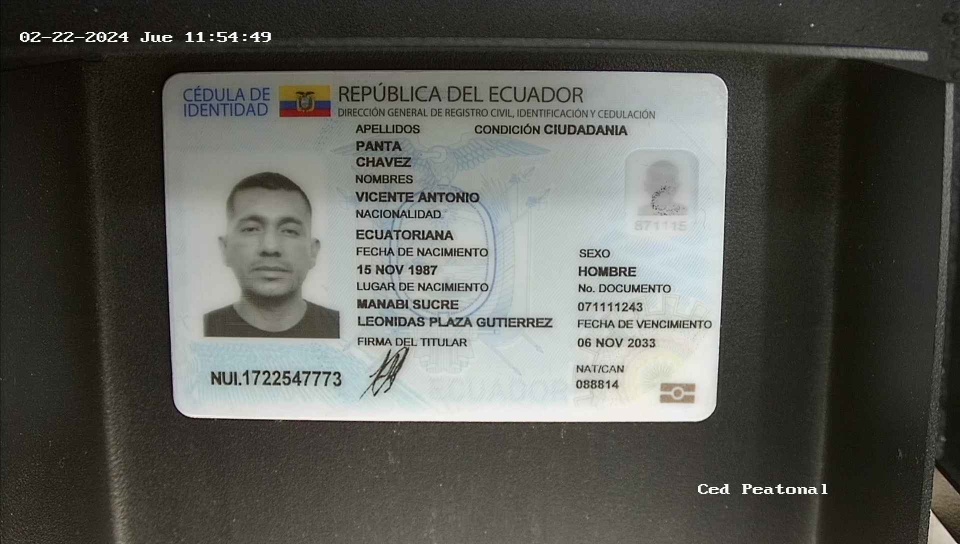 02-22-2024 Jue 11:54:49
CÉDULA DE
IDENTIDAD
REPÚBLICA DEL ECUADOR
DIRECCIÓN GENERAL DE REGISTRO CIVIL, IDENTIFICACIÓN Y CEDULACIÓN
APELLIDOS CONDICIÓN CIUDADANIA
PANTA
CHAVEZ
NOMBRES
VICENTE ANTONIO
NACIONALIDAD
ECUATORIANA
FECHA DE NACIMIENTO
15 NOV 1987
LUGAR DE NACIMIENTO
MANABI SUCRE
LEONIDAS PLAZA GUTIERREZ
FIRMA DEL TITULAR
SEXO
HOMBRE
No. DOCUMENTO
071111243
FECHA DE VENCIMIENTO
06 NOV 2033
NAT/CAN
088814
NUI.1722547773
ECUADOR
Ced Peatonal